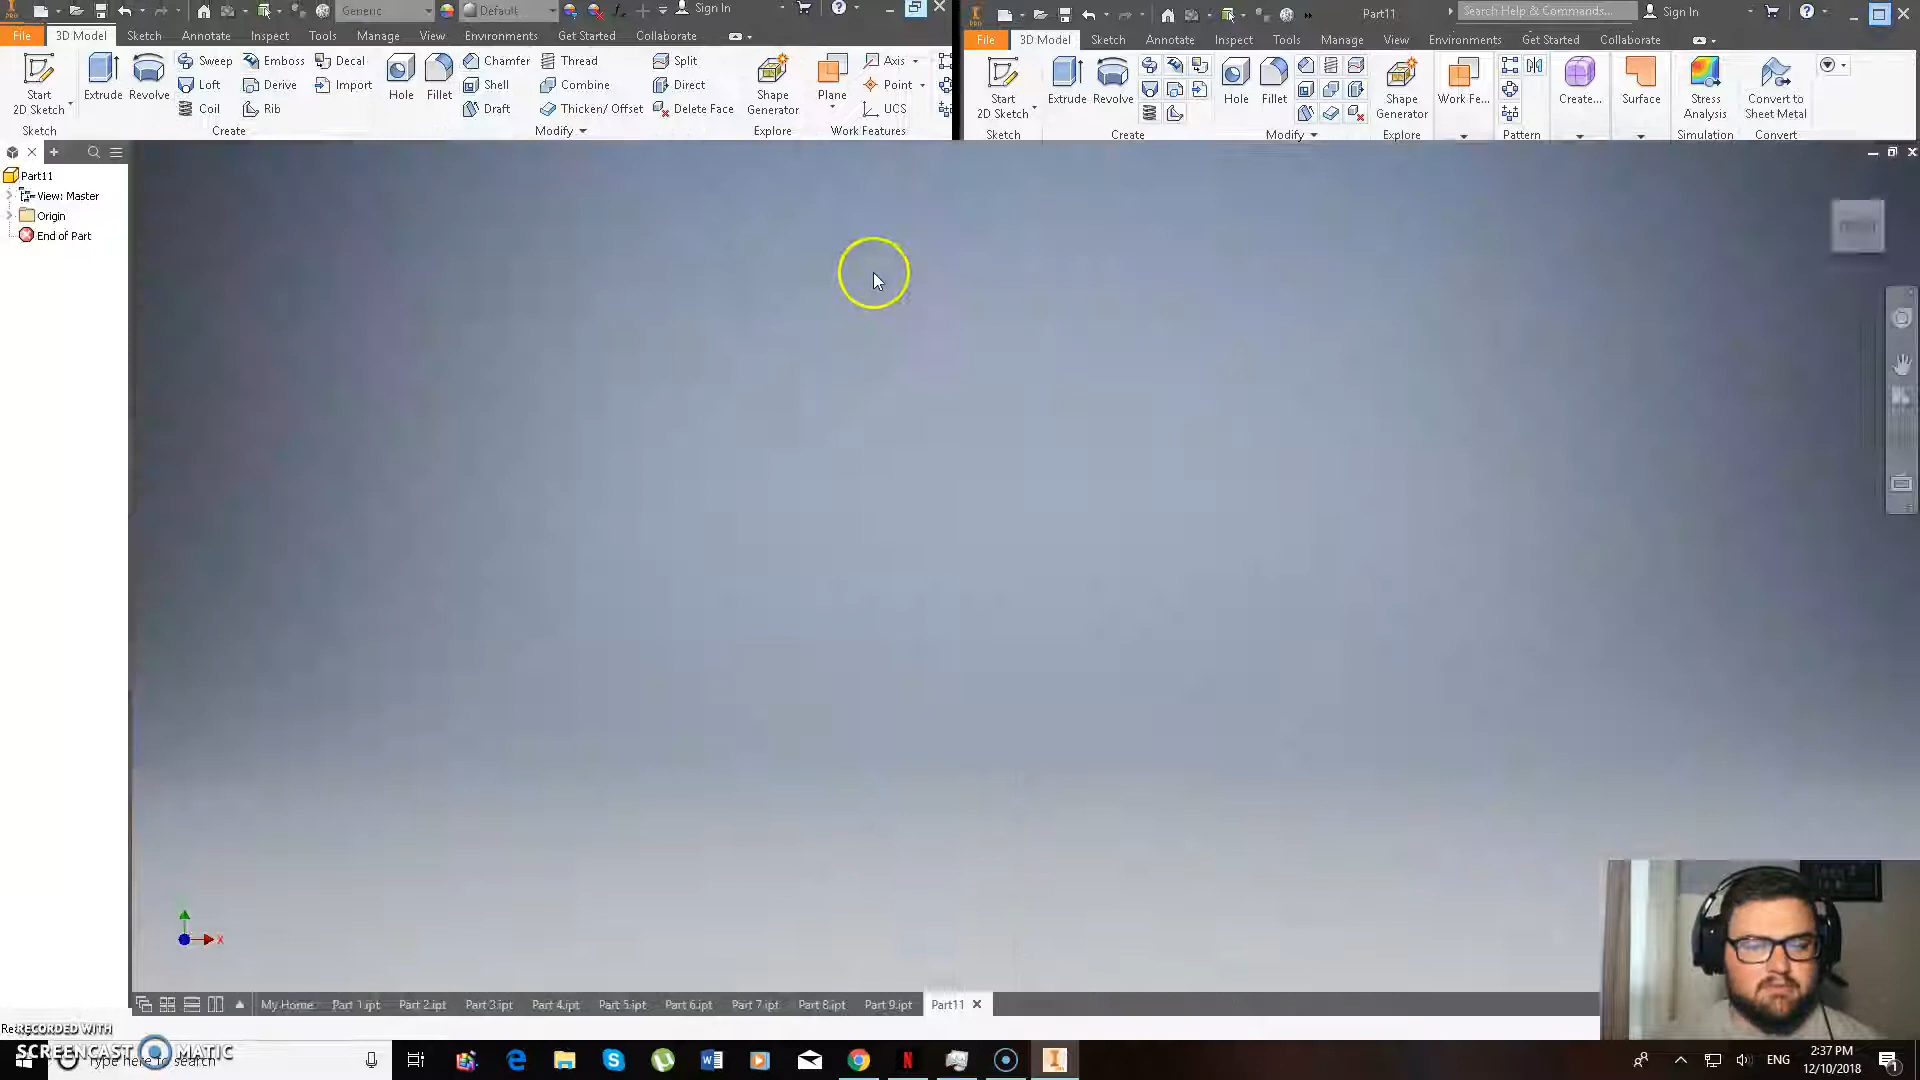 Generic
Default
Sign In
Part11
Search Help & Commands...
Sign In
File
3D Model
Sketch
Annotate
Inspect
Tools
Manage
View
Environments
Get Started
Collaborate
File
3D Model
Sketch
Annotate
Inspect
Tools
Manage
View
Environments
Get Started
Collaborate
Start
2D Sketch
Extrude
Revolve
Sweep
Emboss
Decal
Loft
Derive
Import
Coil
Rib
Hole
Fillet
Chamfer
Thread
Split
Shell
Combine
Direct
Draft
Thicken/ Offset
Delete Face
Shape
Generator
Plane
Axis
Point
UCS
Sketch
Create
Modify
Explore
Work Features
Start
2D Sketch
Extrude
Revolve
Hole
Fillet
Shape
Generator
Work Fe...
Create...
Surface
Stress
Analysis
Convert to
Sheet Metal
Sketch
Create
Modify
Explore
Pattern
Simulation
Convert
Part11
View: Master
Origin
End of Part
X
My Home
Part 1.ipt
Part 2.ipt
Part 3.ipt
Part 4.ipt
Part 5.ipt
Part 6.ipt
Part 7.ipt
Part 8.ipt
Part 9.ipt
Part11
RECORDED WITH
SCREENCAST MATIC
Type here to search
ENG
2:37 PM
12/10/2018